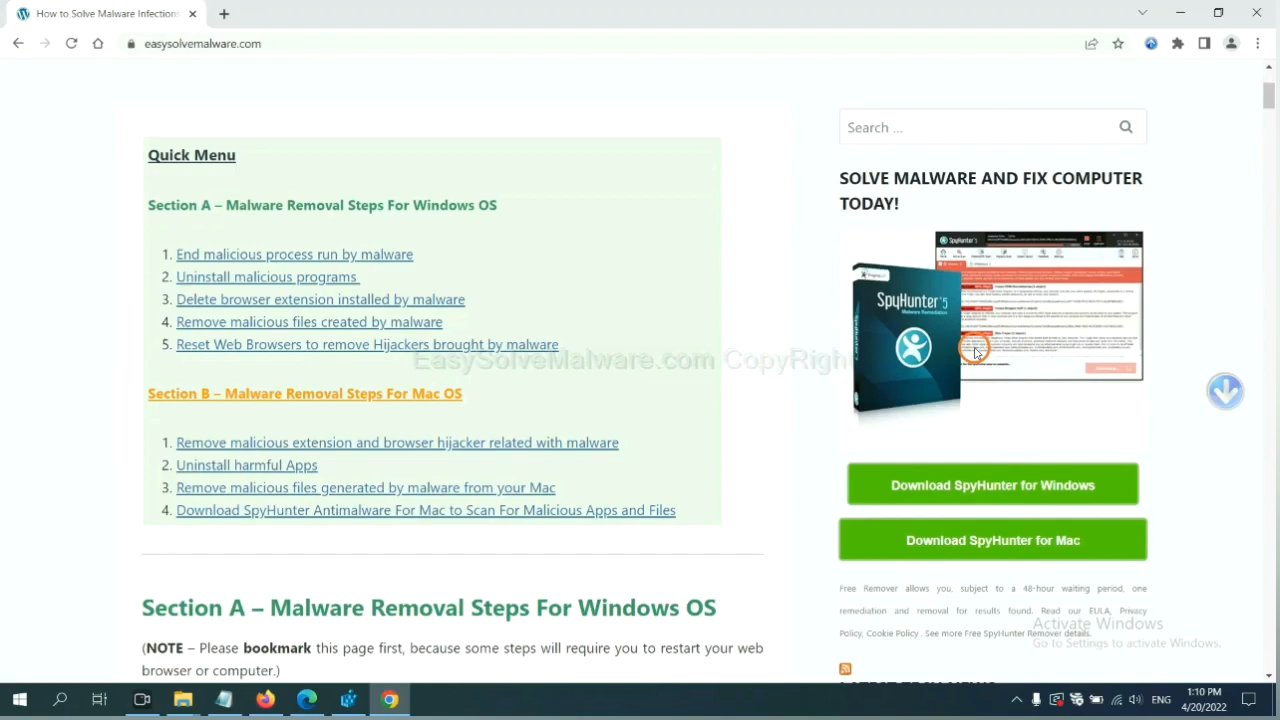 How to Solve Malware Infections
easysolvemalware.com
Search ...
Quick Menu
SOLVE MALWARE AND FIX COMPUTER
TODAY!
Section A – Malware Removal Steps For Windows OS
1. End malicious process run by malware
2. Uninstall malicious programs
3. Delete browser extension installed by malware
4. Remove malicious files created by malware
5. Reset Web Browser to Remove Hijackers brought by malware
SpyHunter 5
Malware Remediation
CopyRight
Section B – Malware Removal Steps For Mac OS
1. Remove malicious extension and browser hijacker related with malware
2. Uninstall harmful Apps
3. Remove malicious files generated by malware from your Mac
4. Download SpyHunter Antimalware For Mac to Scan For Malicious Apps and Files
Download SpyHunter for Windows
Download SpyHunter for Mac
Free Remover allows you, subject to a 48-hour waiting period, one
remediation and removal for results found. Read our EULA, Privacy
Policy, Cookie Policy . See more Free SpyHunter Remover details.
Section A – Malware Removal Steps For Windows OS
(NOTE – Please bookmark this page first, because some steps will require you to restart your web
browser or computer.)
Activate Windows
Go to Settings to activate Windows.
ENG
1:10 PM
4/20/2022